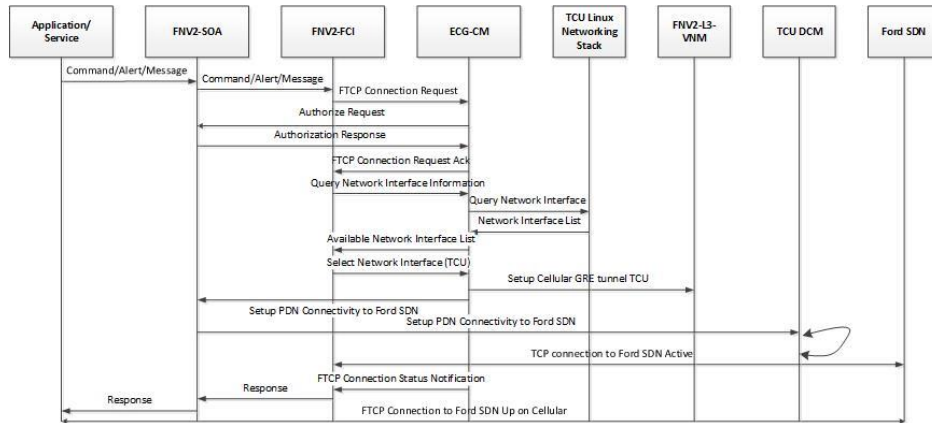 Application/
Service
FNV2-SOA
FNV2-FCI
ECG-CM
TCU Linux
Networking
Stack
FNV2-L3-
VNM
TCU DCM
Ford SDN
Command/Alert/Message
Command/Alert/Message
FTCP Connection Request
Authorize Request
Authorization Response
FTCP Connection Request Ack
Query Network Interface Information
Query Network Interface
Network Interface List
Available Network Interface List
Select Network Interface (TCU)
Setup Cellular GRE tunnel TCU
Setup PDN Connectivity to Ford SDN
Setup PDN Connectivity to Ford SDN
TCP connection to Ford SDN Active
FTCP Connection Status Notification
Response
Response
FTCP Connection to Ford SDN Up on Cellular